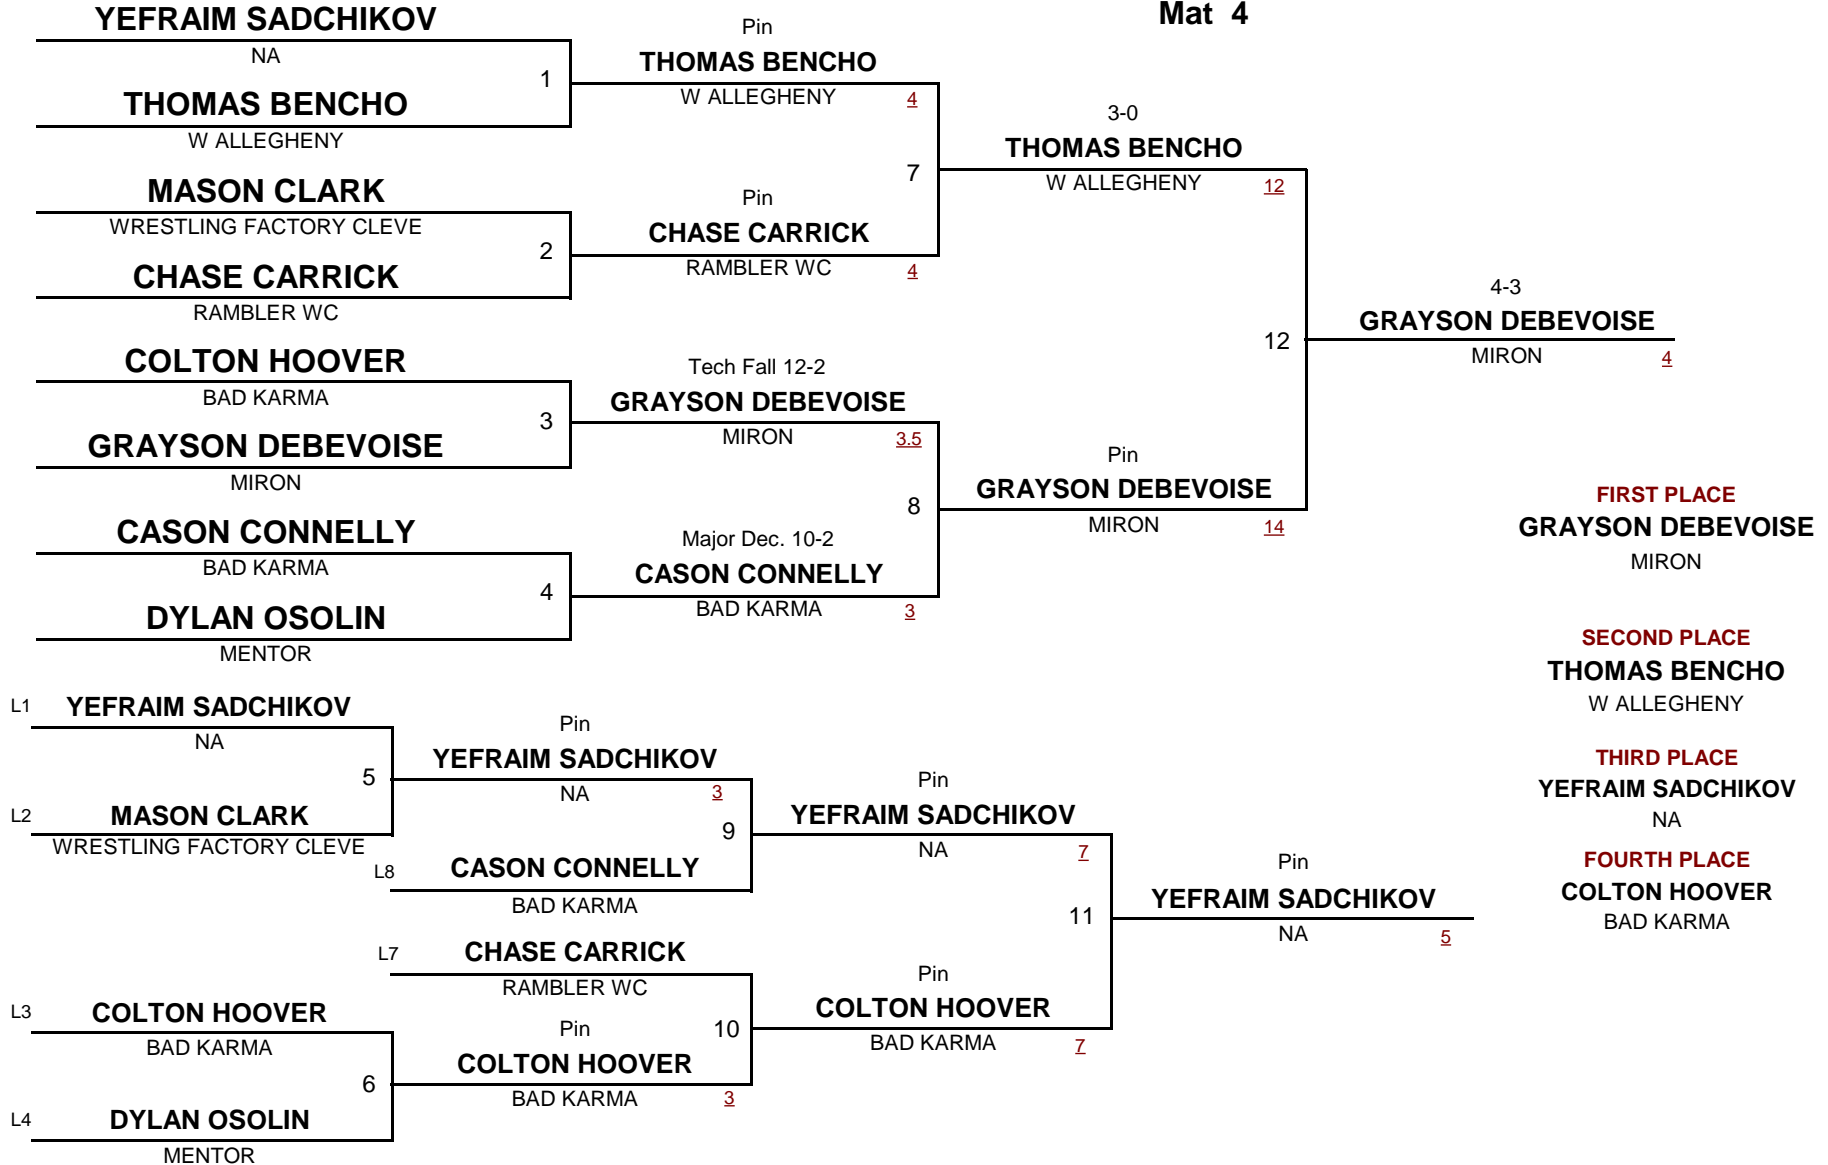 Mat 4
YEFRAIM SADCHIKOV
NA
1
THOMAS BENCHO
W ALLEGHENY
MASON CLARK
WRESTLING FACTORY CLEVE
2
CHASE CARRICK
RAMBLER WC
COLTON HOOVER
BAD KARMA
3
GRAYSON DEBEVOISE
MIRON
CASON CONNELLY
BAD KARMA
4
DYLAN OSOLIN
MENTOR
Pin
THOMAS BENCHO
W ALLEGHENY 4
7
Pin
CHASE CARRICK
RAMBLER WC 4
Tech Fall 12-2
GRAYSON DEBEVOISE
MIRON 3.5
8
Major Dec. 10-2
CASON CONNELLY
BAD KARMA 3
3-0
THOMAS BENCHO
W ALLEGHENY 12
12
Pin
GRAYSON DEBEVOISE
MIRON 14
4-3
GRAYSON DEBEVOISE
MIRON 4
FIRST PLACE
GRAYSON DEBEVOISE
MIRON
SECOND PLACE
THOMAS BENCHO
W ALLEGHENY
THIRD PLACE
YEFRAIM SADCHIKOV
NA
FOURTH PLACE
COLTON HOOVER
BAD KARMA
L1 YEFRAIM SADCHIKOV
NA
5
L2 MASON CLARK
WRESTLING FACTORY CLEVE
L3 COLTON HOOVER
BAD KARMA
6
L4 DYLAN OSOLIN
MENTOR
Pin
YEFRAIM SADCHIKOV
NA 3
9
L8 CASON CONNELLY
BAD KARMA
L7 CHASE CARRICK
RAMBLER WC
10
Pin
COLTON HOOVER
BAD KARMA 3
Pin
YEFRAIM SADCHIKOV
NA 7
11
Pin
COLTON HOOVER
BAD KARMA 7
Pin
YEFRAIM SADCHIKOV
NA 5